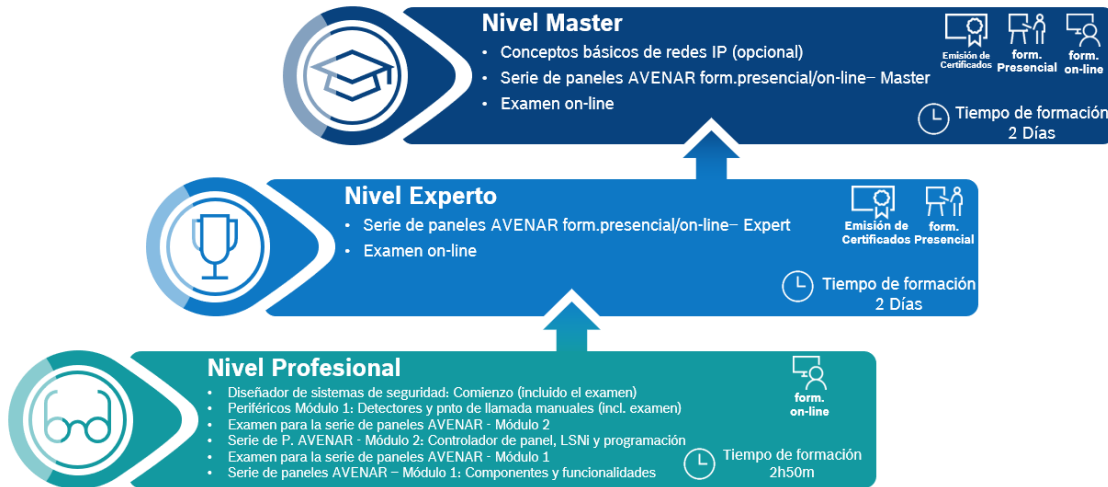 Nivel Master
• Conceptos básicos de redes IP (opcional)
• Serie de paneles AVENAR form.presencial/on-line– Master
• Examen on-line
Emisión de
Certificados
form.
Presencial
form.
on-line
Tiempo de formación
2 Días
Nivel Experto
• Serie de paneles AVENAR form.presencial/on-line– Expert
• Examen on-line
Emisión de
Certificados
form.
Presencial
Tiempo de formación
2 Días
Nivel Profesional
• Diseñador de sistemas de seguridad: Comienzo (incluido el examen)
• Periféricos Módulo 1: Detectores y pnto de llamada manuales (incl. examen)
• Examen para la serie de paneles AVENAR - Módulo 2
• Serie de P. AVENAR - Módulo 2: Controlador de panel, LSNi y programación
• Examen para la serie de paneles AVENAR - Módulo 1
• Serie de paneles AVENAR – Módulo 1: Componentes y funcionalidades
form.
on-line
Tiempo de formación
2h50m